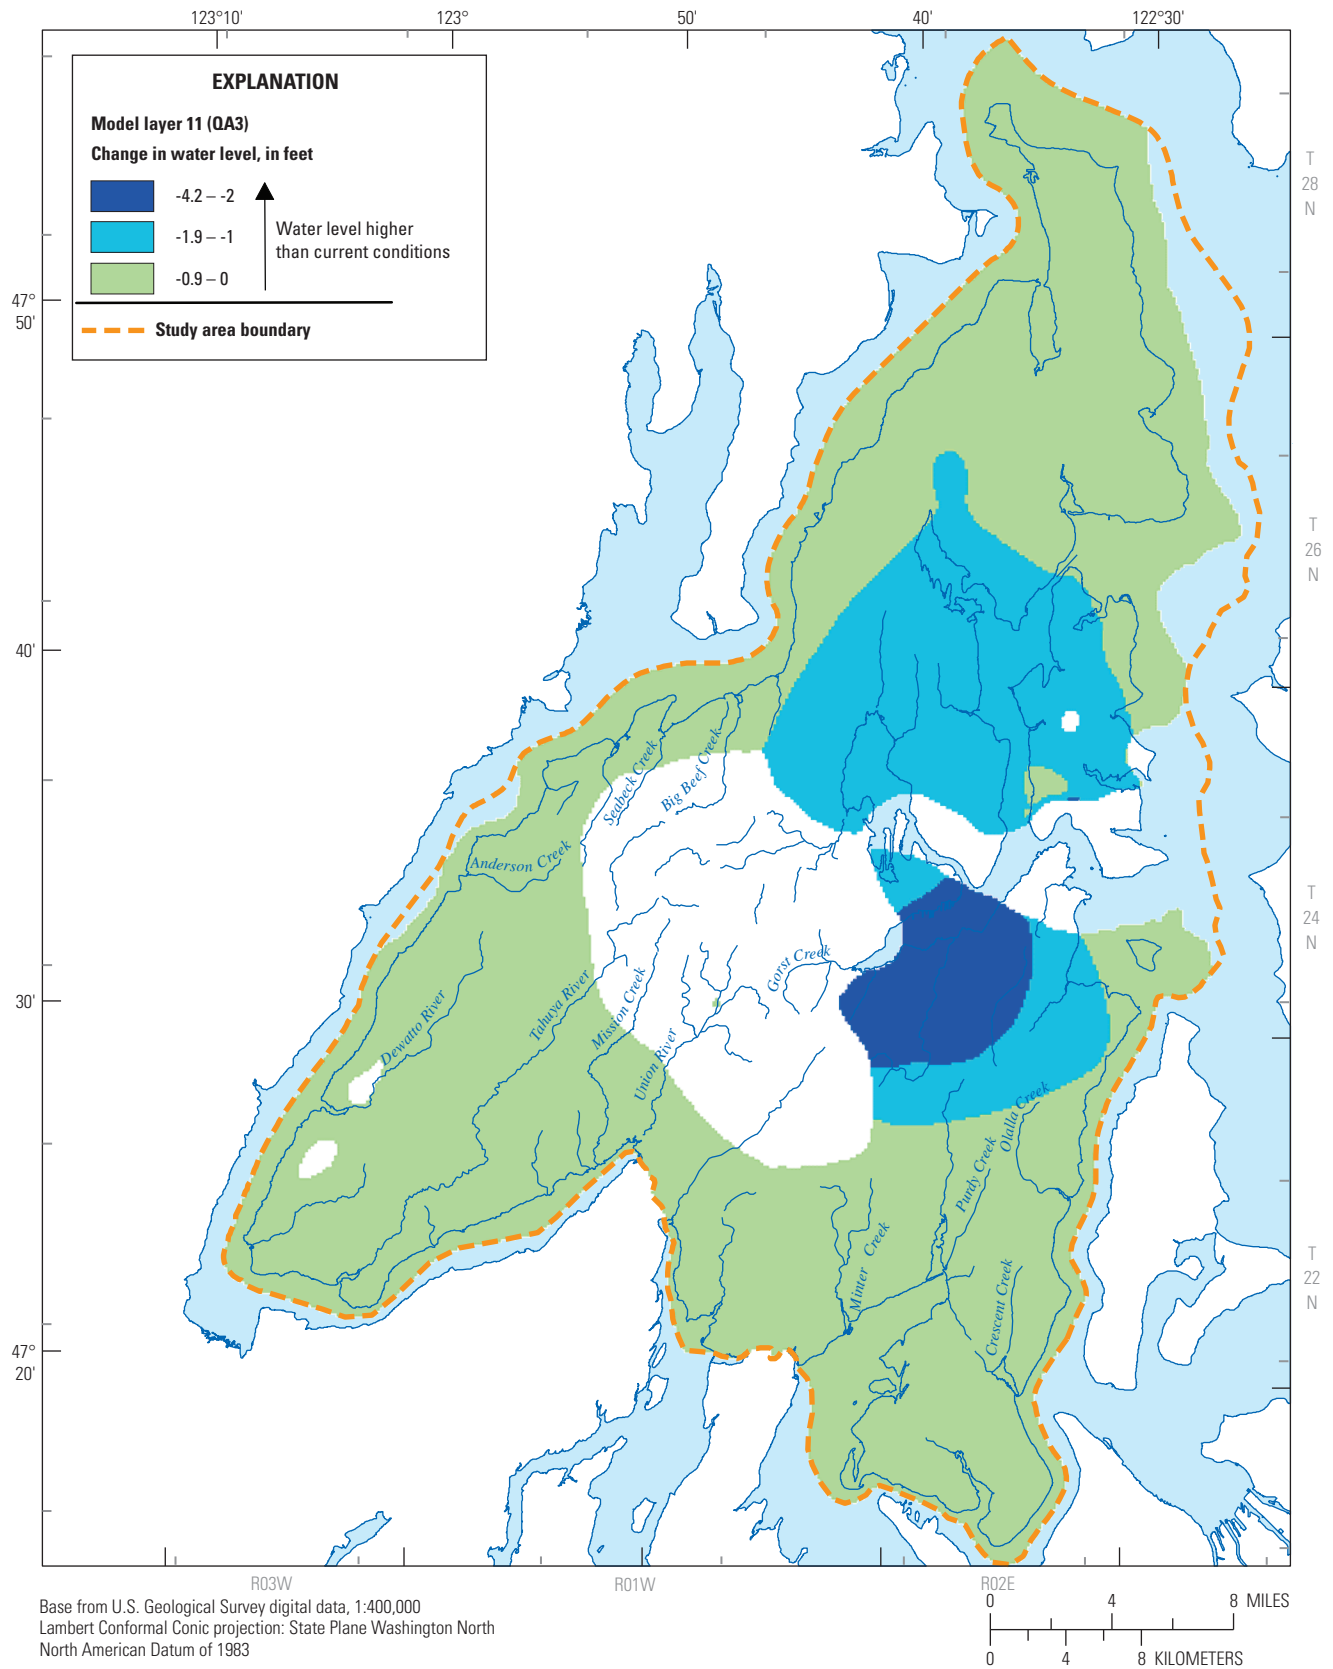 123°10'
123°
50'
40'
122°30'
EXPLANATION
Model layer 11 (QA3)
Change in water level, in feet
-4.2 – -2
-1.9 – -1
-0.9 – 0
Water level higher
than current conditions
Study area boundary
T
28
N
47°
50'
T
26
N
40'
Seabeck Creek
Big Beef Creek
Anderson Creek
T
24
N
Gorst Creek
30'
Dewatto River
Tahuya River
Mission Creek
Union River
Olalla Creek
Purdy Creek
Minter Creek
Crescent Creek
T
22
N
47°
20'
R03W
R01W
R02E
Base from U.S. Geological Survey digital data, 1:400,000
Lambert Conformal Conic projection: State Plane Washington North
North American Datum of 1983
0 4 8 MILES
0 4 8 KILOMETERS